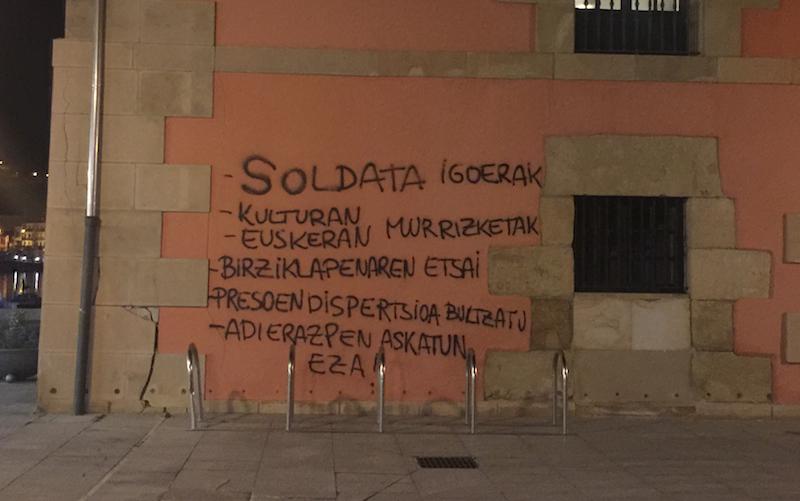 - SOLDATA IGOERAK
- KULTURAN
- EUSKERAN MURRIZKETAK
- BIRZIKLAPENAREN ETSAI
- PRESOEN DISPERTSIOA BULTZATU
- ADIERAZPEN ASKATUN
EZA!